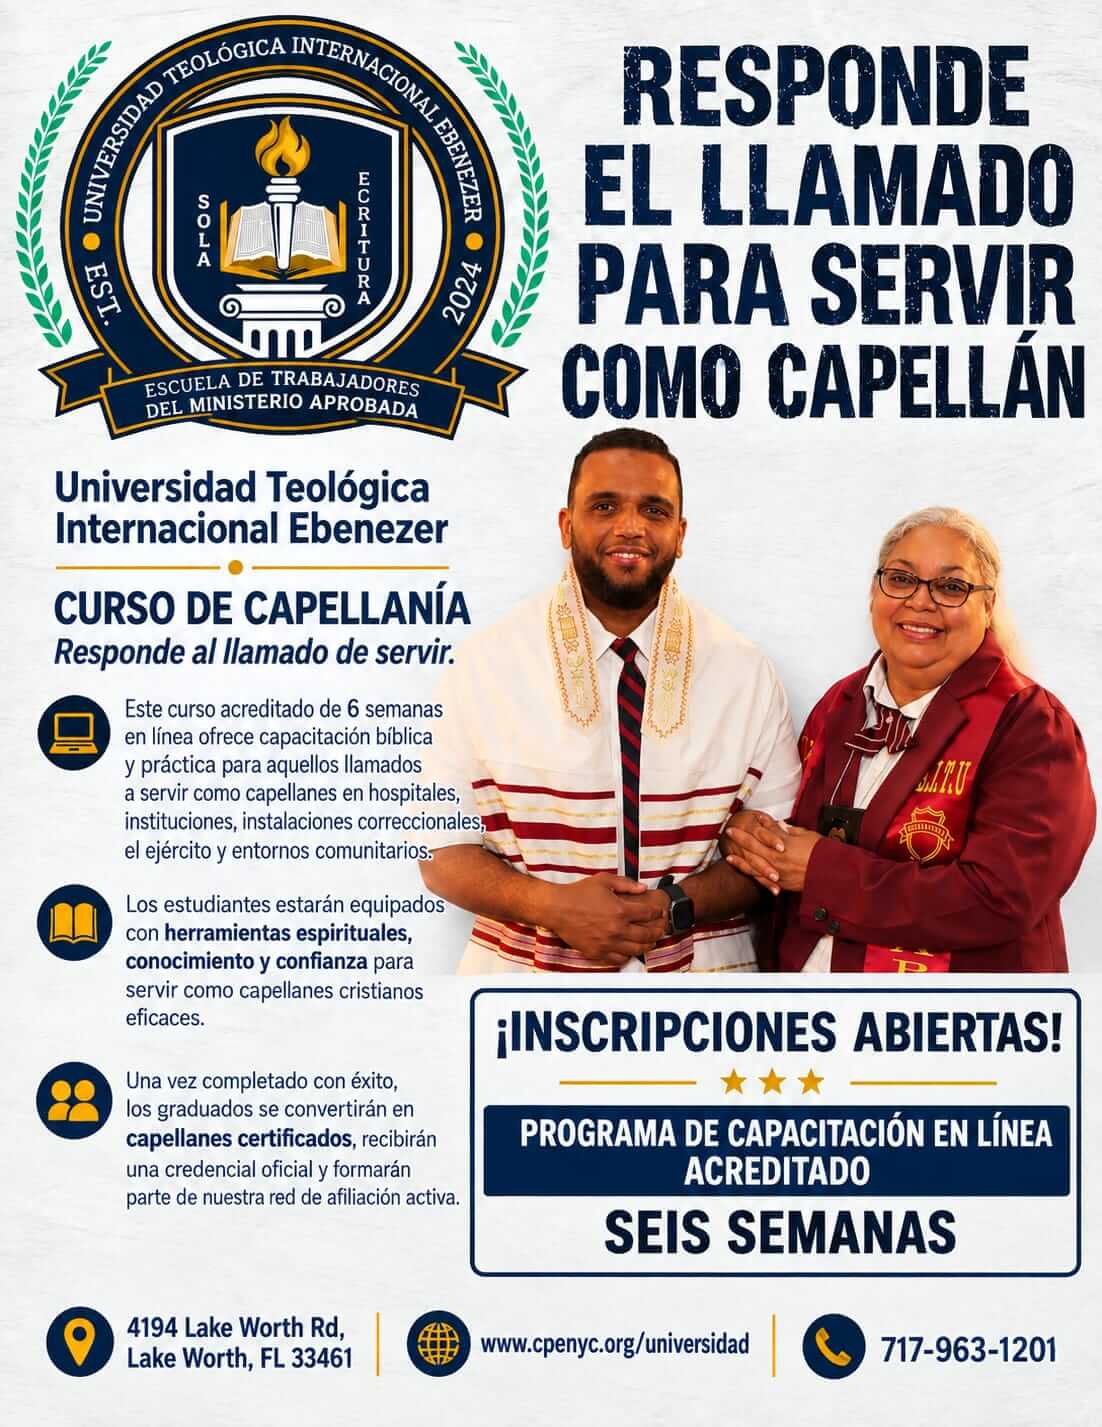 UNIVERSIDAD TEOLÓGICA INTERNACIONAL EBENEZER
EST. 2024
SOLA
ECRITURA
ESCUELA DE TRABAJADORES
DEL MINISTERIO APROBADA
RESPONDE
EL LLAMADO
PARA SERVIR
COMO CAPELLÁN
Universidad Teológica
Internacional Ebenezer
CURSO DE CAPELLANÍA
Responde al llamado de servir.
Este curso acreditado de 6 semanas
en línea ofrece capacitación bíblica
y práctica para aquellos llamados
a servir como capellanes en hospitales,
instituciones, instalaciones correccionales,
el ejército y entornos comunitarios.
Los estudiantes estarán equipados
con herramientas espirituales,
conocimiento y confianza para
servir como capellanes cristianos
eficaces.
Una vez completado con éxito,
los graduados se convertirán en
capellanes certificados, recibirán
una credencial oficial y formarán
parte de nuestra red de afiliación activa.
.I.T.U
¡INSCRIPCIONES ABIERTAS!
PROGRAMA DE CAPACITACIÓN EN LÍNEA
ACREDITADO
SEIS SEMANAS
4194 Lake Worth Rd,
Lake Worth, FL 33461
www.cpenyc.org/universidad
717-963-1201